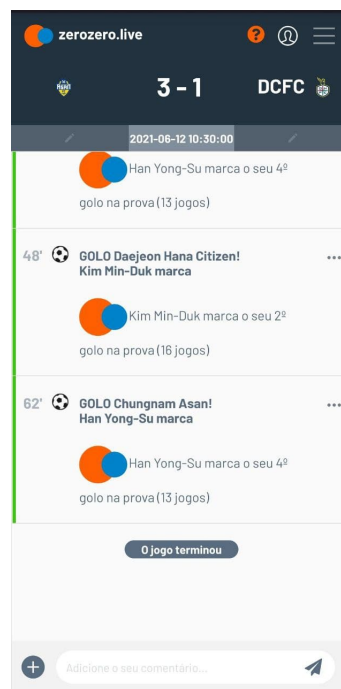 zerozero.live
?
ASAN
3 - 1
DCFC
2021-06-12 10:30:00
Han Yong-Su marca o seu 4º
golo na prova (13 jogos)
48' GOLO Daejeon Hana Citizen!
Kim Min-Duk marca
Kim Min-Duk marca o seu 2º
golo na prova (16 jogos)
62' GOLO Chungnam Asan!
Han Yong-Su marca
Han Yong-Su marca o seu 4º
golo na prova (13 jogos)
O jogo terminou
Adicione o seu comentário...